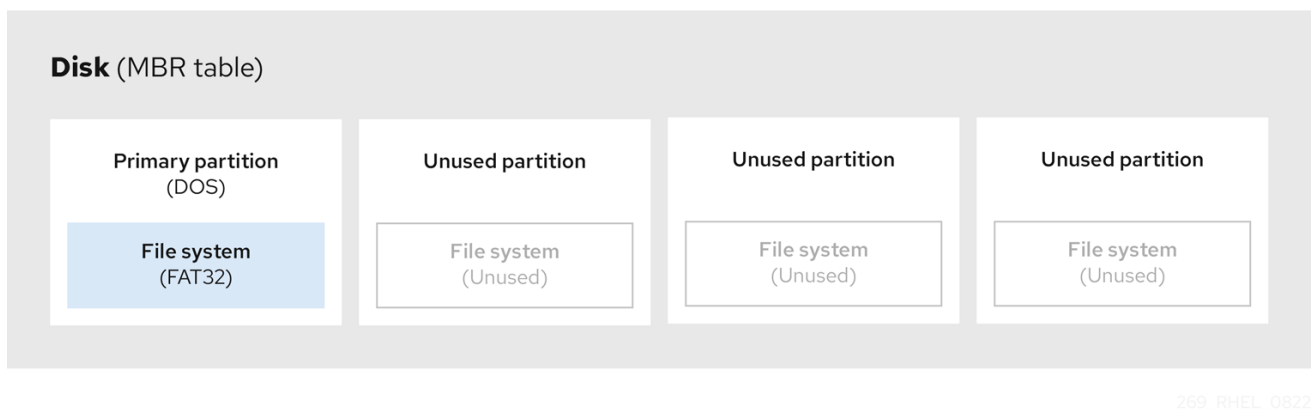 Disk (MBR table)
Primary partition
(DOS)
File system
(FAT32)
Unused partition
File system
(Unused)
Unused partition
File system
(Unused)
Unused partition
File system
(Unused)
269_RHEL_0822